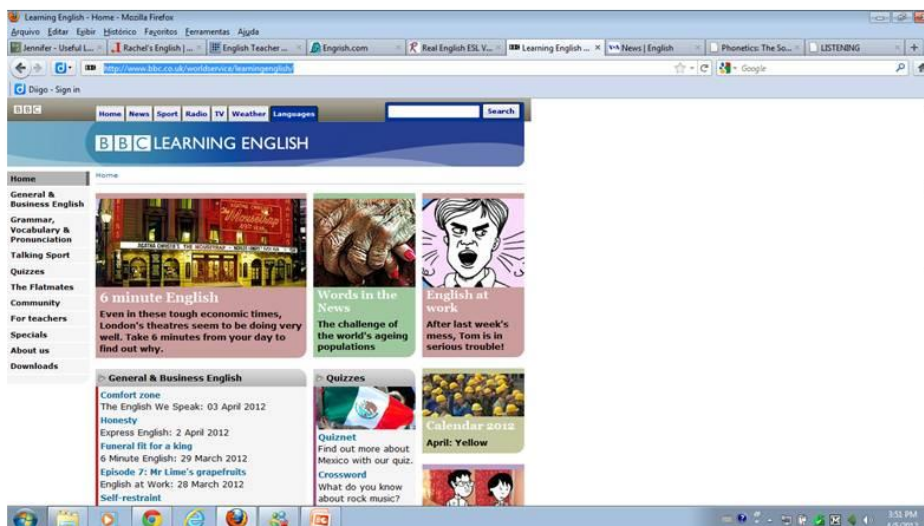 Learning English - Home - Mozilla Firefox
Arquivo Editar Exibir Histórico Favoritos Ferramentas Ajuda
Jennifer - Useful L... Rachel's English | ... English Teacher ... Engrish.com Real English ESL V... Learning English ... News | English Phonetics: The So... LISTENING
http://www.bbc.co.uk/worldservice/learningenglish/
Google
Diigo - Sign in
BBC
Home News Sport Radio TV Weather Languages
Search
BBC LEARNING ENGLISH
Home
Home
General &
Business English
Grammar,
Vocabulary &
Pronunciation
Talking Sport
Quizzes
The Flatmates
Community
For teachers
Specials
About us
Downloads
Mousetrap
AGATHA CHRISTIE'S THE MOUSETRAP
6 minute English
Even in these tough economic times,
London's theatres seem to be doing very
well. Take 6 minutes from your day to
find out why.
Words in the
News
The challenge of
the world's ageing
populations
English at
work
After last week's
mess, Tom is in
serious trouble!
General & Business English
Comfort zone
The English We Speak: 03 April 2012
Honesty
Express English: 2 April 2012
Funeral fit for a king
6 Minute English: 29 March 2012
Episode 7: Mr Lime's grapefruits
English at Work: 28 March 2012
Self-restraint
Quizzes
Quiznet
Find out more about
Mexico with our quiz.
Crossword
What do you know
about rock music?
Calendar 2012
April: Yellow
3:51 PM